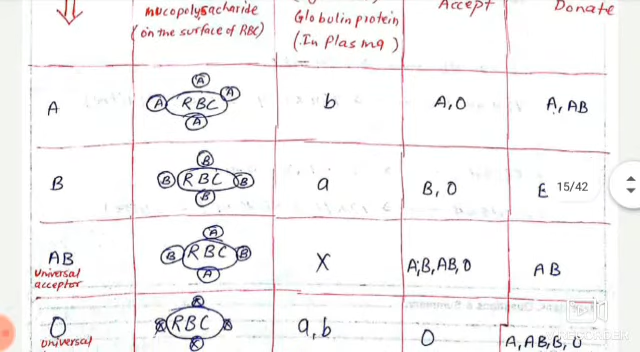 mucopolysacharide Globulin protein Accept Donate
(on the surface of RBC) (In Plasma)
A A A RBC A A b A, O A, AB
B B B RBC B B a B, O 15/42
AB A B RBC B A X A, B, AB, O AB
Universal
acceptor
O RBC a, b O A, AB, B, O
Universal